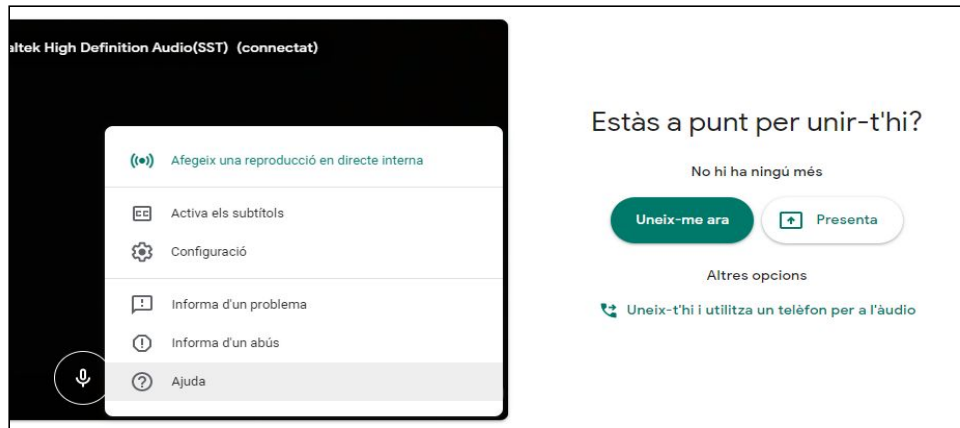 altek High Definition Audio(SST) (connectat)
Afegeix una reproducció en directe interna
CC
Activa els subtítols
Configuració
Informa d'un problema
Informa d'un abús
Ajuda
Estàs a punt per unir-t'hi?
No hi ha ningú més
Uneix-me ara
Presenta
Altres opcions
Uneix-t'hi i utilitza un telèfon per a l'àudio